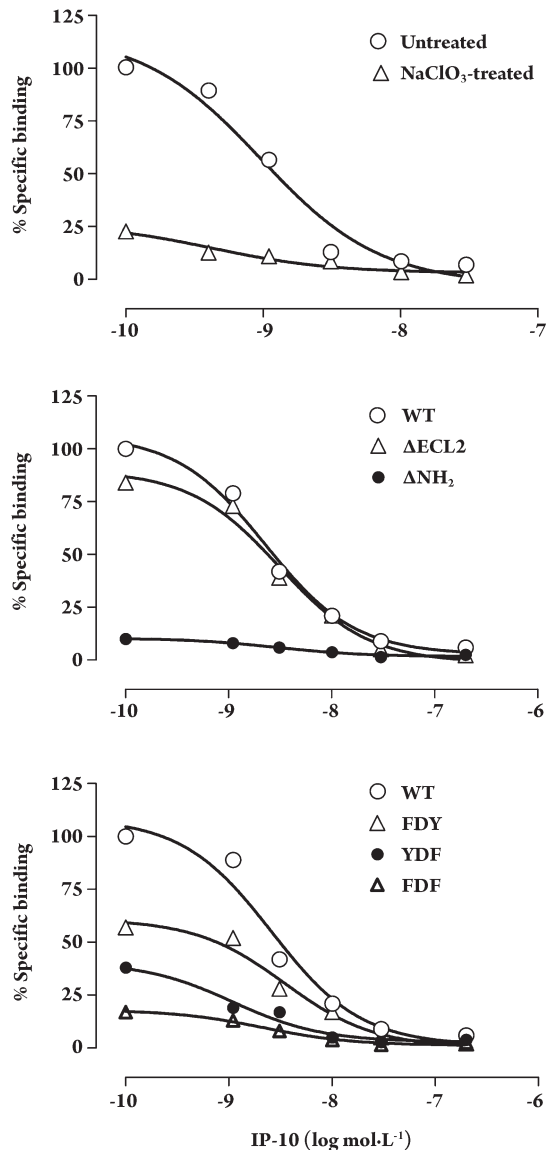 125
100
75
50
25
0
% Specific binding
Untreated
NaClO₃-treated
-10 -9 -8 -7
125
100
75
50
25
0
% Specific binding
WT
ΔECL2
ΔNH₂
-10 -9 -8 -7 -6
125
100
75
50
25
0
% Specific binding
WT
FDY
YDF
FDF
-10 -9 -8 -7 -6
IP-10 (log mol·L⁻¹)